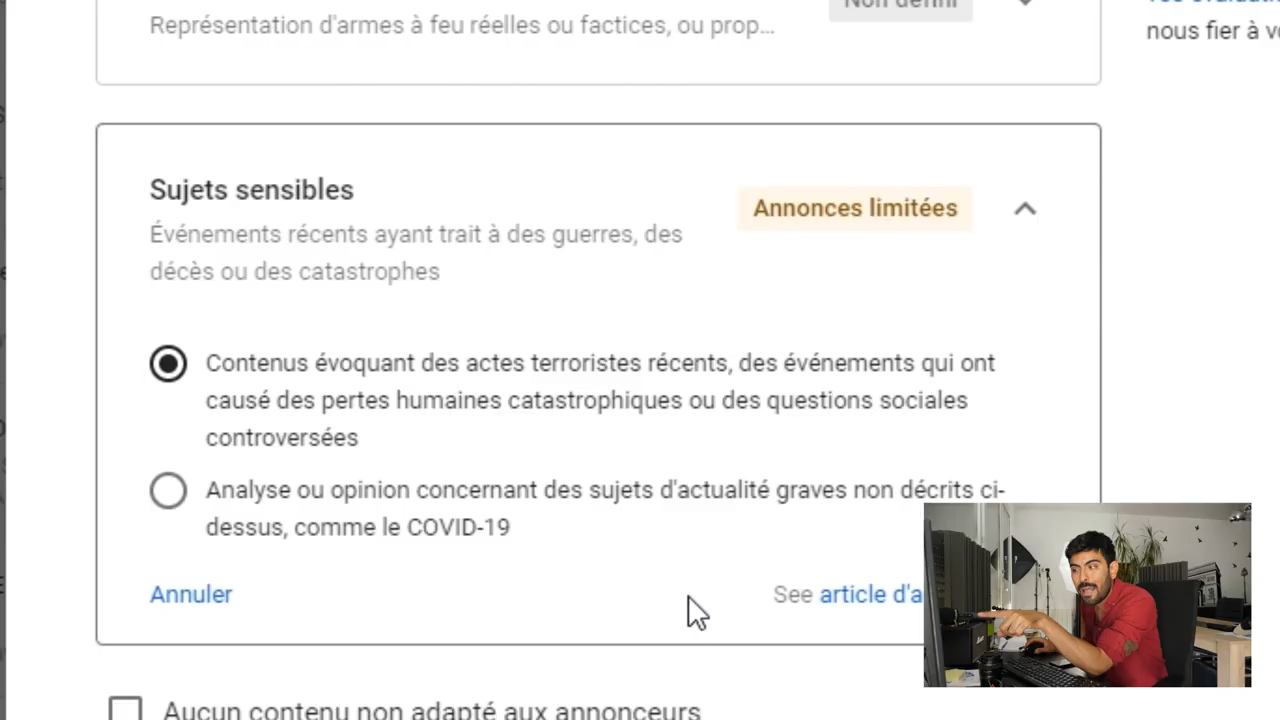 Représentation d'armes à feu réelles ou factices, ou prop...
Non défini
nous fier à
Sujets sensibles
Annonces limitées
Événements récents ayant trait à des guerres, des
décès ou des catastrophes
Contenus évoquant des actes terroristes récents, des événements qui ont
causé des pertes humaines catastrophiques ou des questions sociales
controversées
Analyse ou opinion concernant des sujets d'actualité graves non décrits ci-
dessus, comme le COVID-19
Annuler
See article d'a
Aucun contenu non adapté aux annonceurs